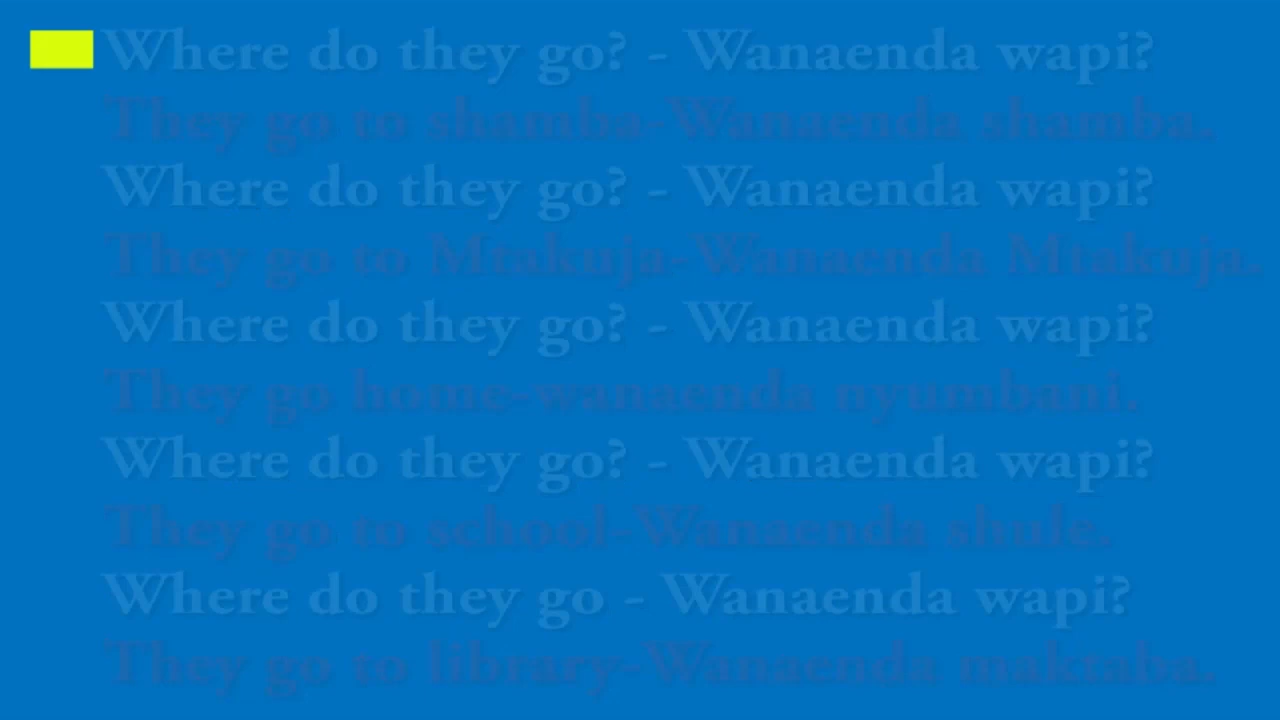 Where do they go? - Wanaenda wapi?
They go to shamba-Wanaenda shamba.
Where do they go? - Wanaenda wapi?
They go to Mtakuja-Wanaenda Mtakuja.
Where do they go? - Wanaenda wapi?
They go home-wanaenda nyumbani.
Where do they go? - Wanaenda wapi?
They go to school-Wanaenda shule.
Where do they go - Wanaenda wapi?
They go to library-Wanaenda maktaba.